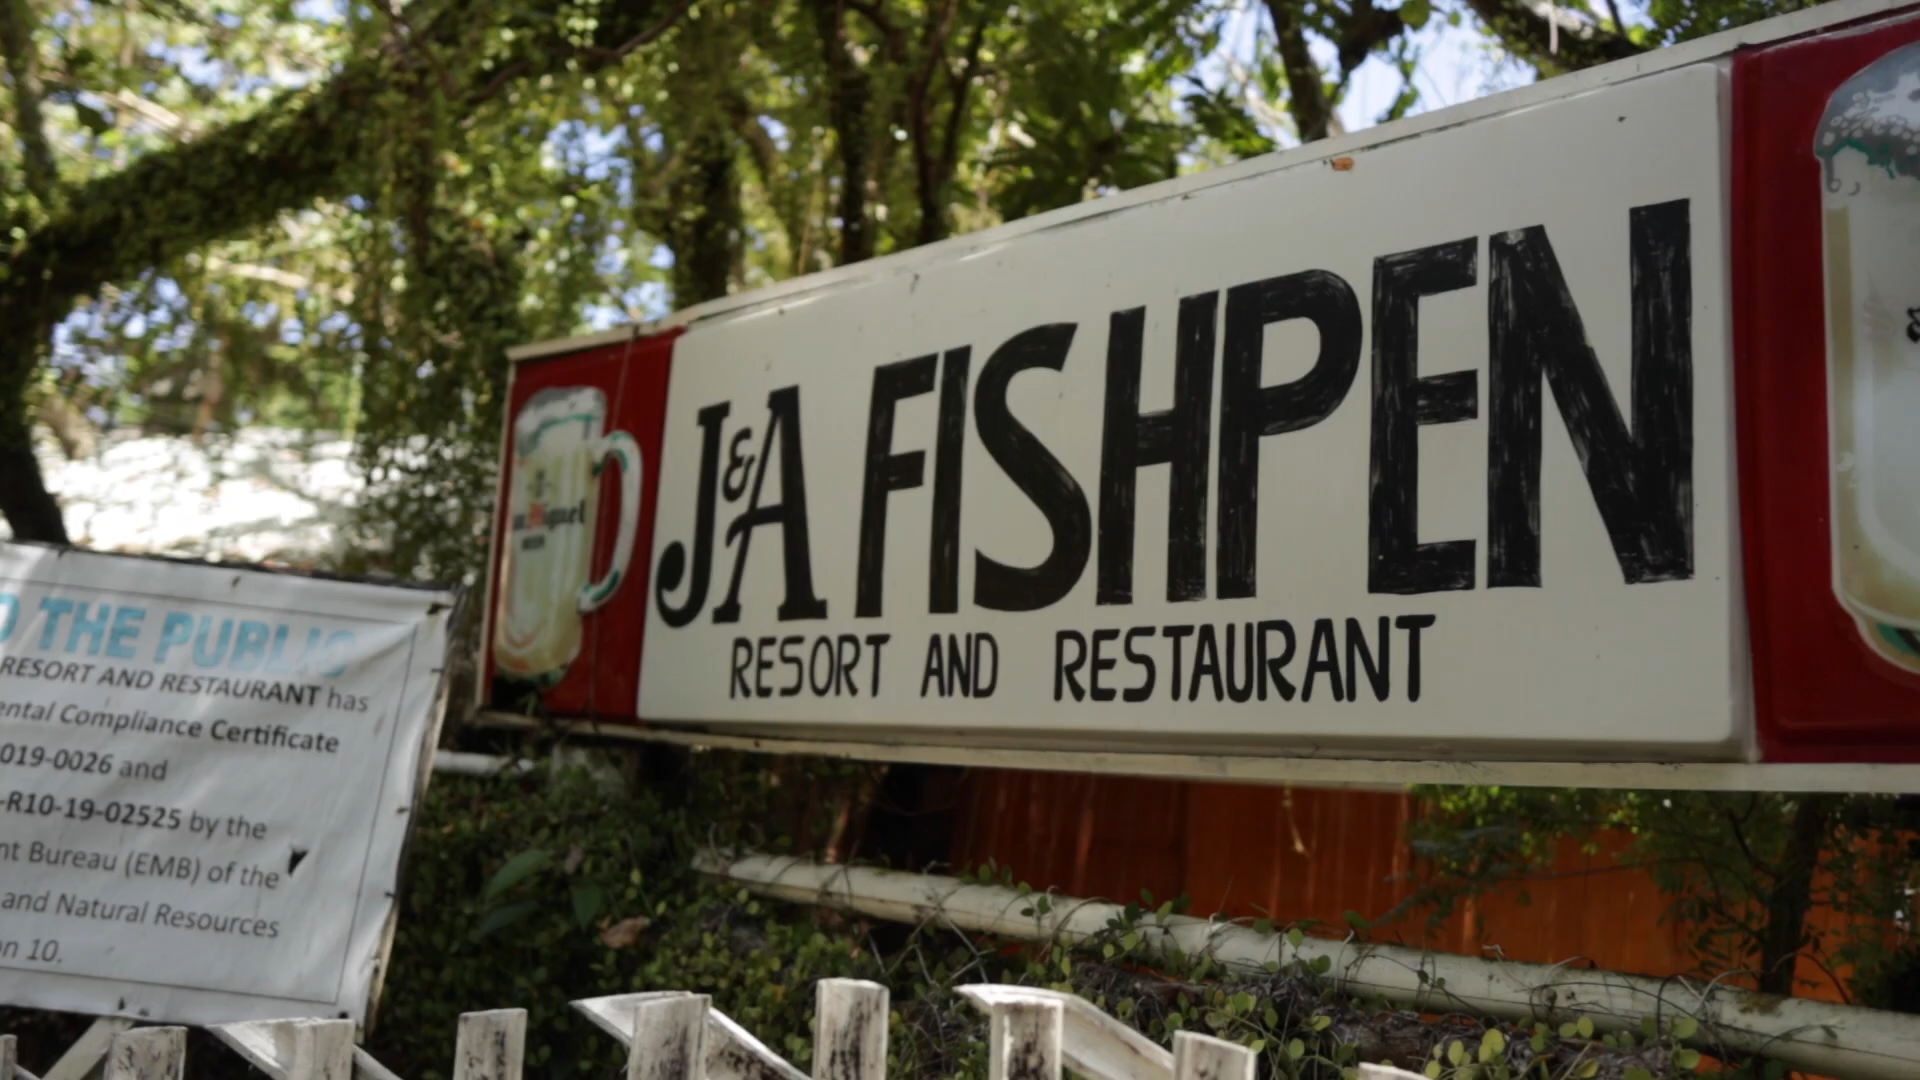 J&A FISHPEN
RESORT AND RESTAURANT
THE PUBLIC
RESORT AND RESTAURANT has
Compliance Certificate
019-0026 and
-R10-19-02525 by the
Bureau (EMB) of the
and Natural Resources
10.